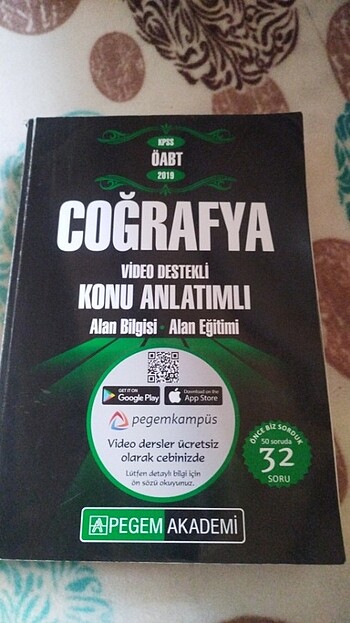 KPSS
ÖABT
2019
COĞRAFYA
VİDEO DESTEKLİ
KONU ANLATIMLI
Alan Bilgisi • Alan Eğitimi
GET IT ON
Google Play
Download on the
App Store
pegemkampüs
Video dersler ücretsiz
olarak cebinizde
Lütfen detaylı bilgi için
ön sözü okuyunuz.
ÖNCE BİZ SORDUK
50 soruda
32
SORU
PEGEM AKADEMİ